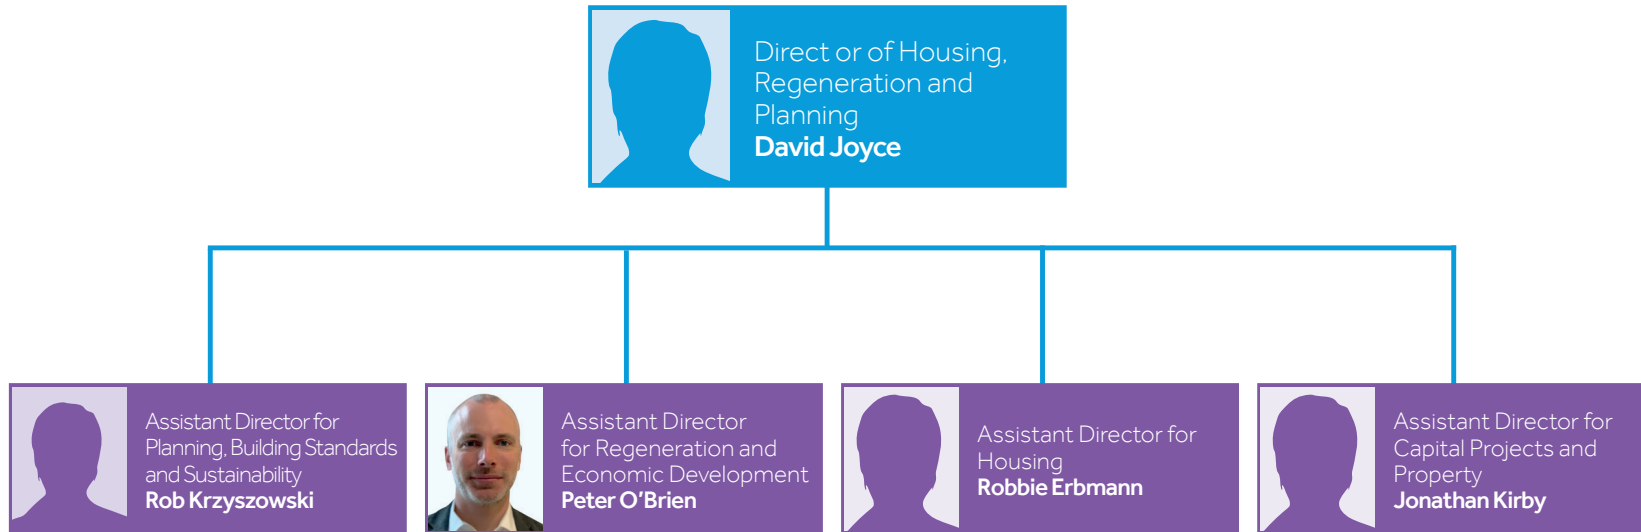 Direct or of Housing,
Regeneration and
Planning
David Joyce
Assistant Director for
Planning, Building Standards
and Sustainability
Rob Krzyszowski
Assistant Director
for Regeneration and
Economic Development
Peter O'Brien
Assistant Director for
Housing
Robbie Erbmann
Assistant Director for
Capital Projects and
Property
Jonathan Kirby